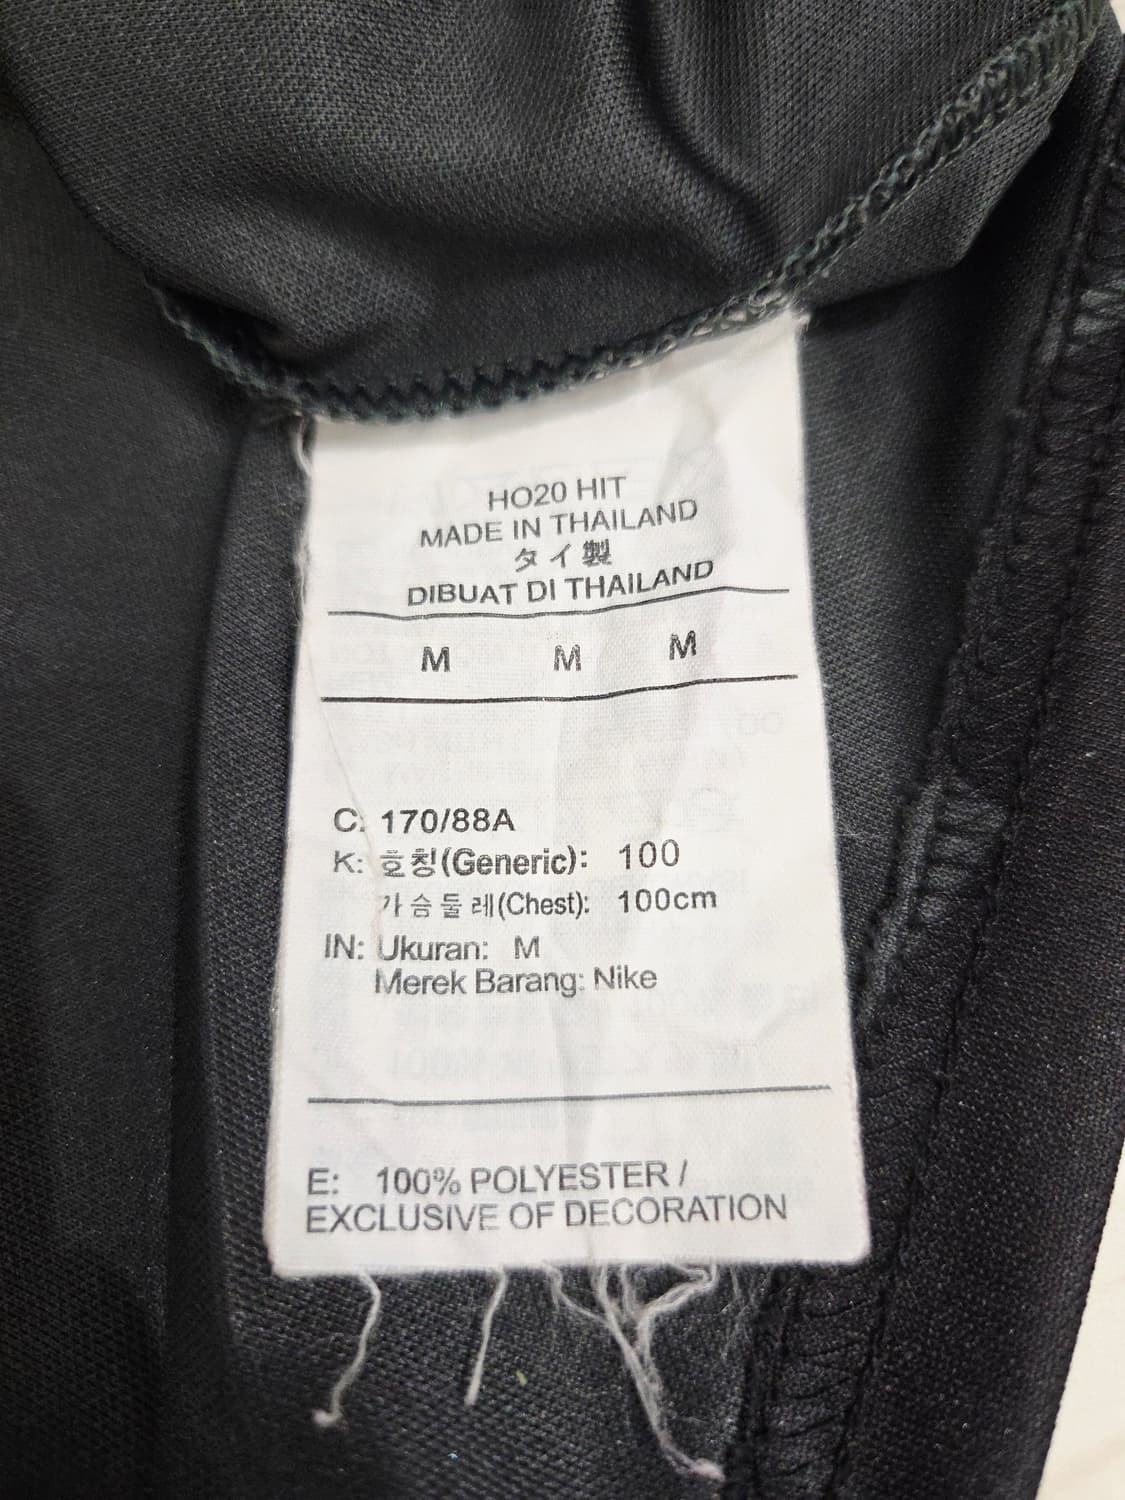 HO20 HIT
MADE IN THAILAND
タイ製
DIBUAT DI THAILAND
M M M
C: 170/88A
K: 호칭(Generic): 100
가슴둘레(Chest): 100cm
IN: Ukuran: M
Merek Barang: Nike
E: 100% POLYESTER /
EXCLUSIVE OF DECORATION